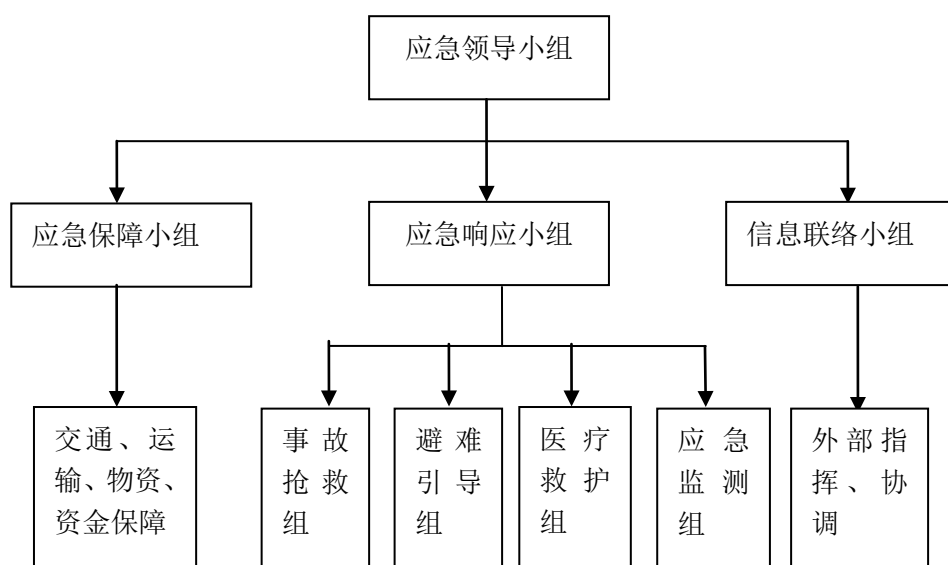 应急领导小组
应急保障小组
应急响应小组
信息联络小组
交通、运
输、物资、
资金保障
事故
抢救
组
避难
引导
组
医疗
救护
组
应急
监测
组
外部指
挥、协
调